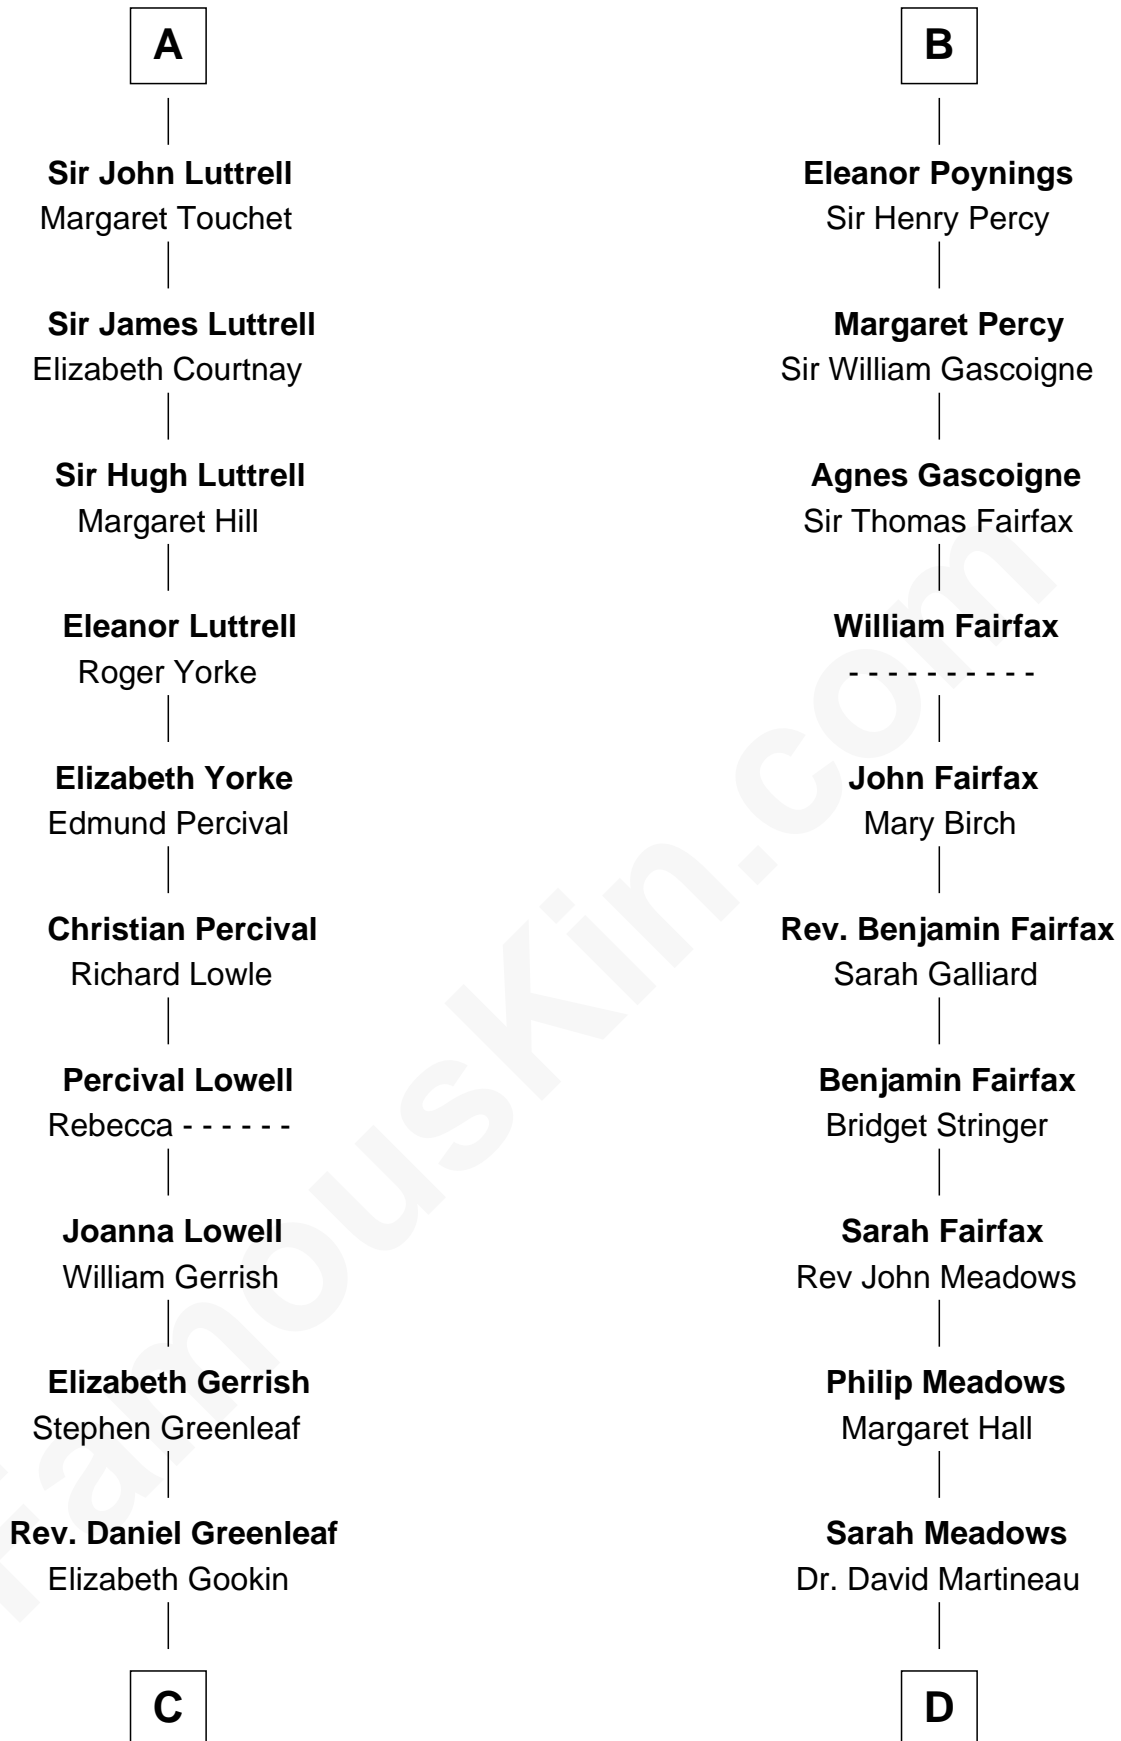 A
Sir John Luttrell
Margaret Touchet
Sir James Luttrell
Elizabeth Courtnay
Sir Hugh Luttrell
Margaret Hill
Eleanor Luttrell
Roger Yorke
Elizabeth Yorke
Edmund Percival
Christian Percival
Richard Lowle
Percival Lowell
Rebecca - - - - - -
Joanna Lowell
William Gerrish
Elizabeth Gerrish
Stephen Greenleaf
Rev. Daniel Greenleaf
Elizabeth Gookin
C
B
Eleanor Poynings
Sir Henry Percy
Margaret Percy
Sir William Gascoigne
Agnes Gascoigne
Sir Thomas Fairfax
William Fairfax
- - - - - - - - - -
John Fairfax
Mary Birch
Rev. Benjamin Fairfax
Sarah Galliard
Benjamin Fairfax
Bridget Stringer
Sarah Fairfax
Rev John Meadows
Philip Meadows
Margaret Hall
Sarah Meadows
Dr. David Martineau
D
FamousKin.com